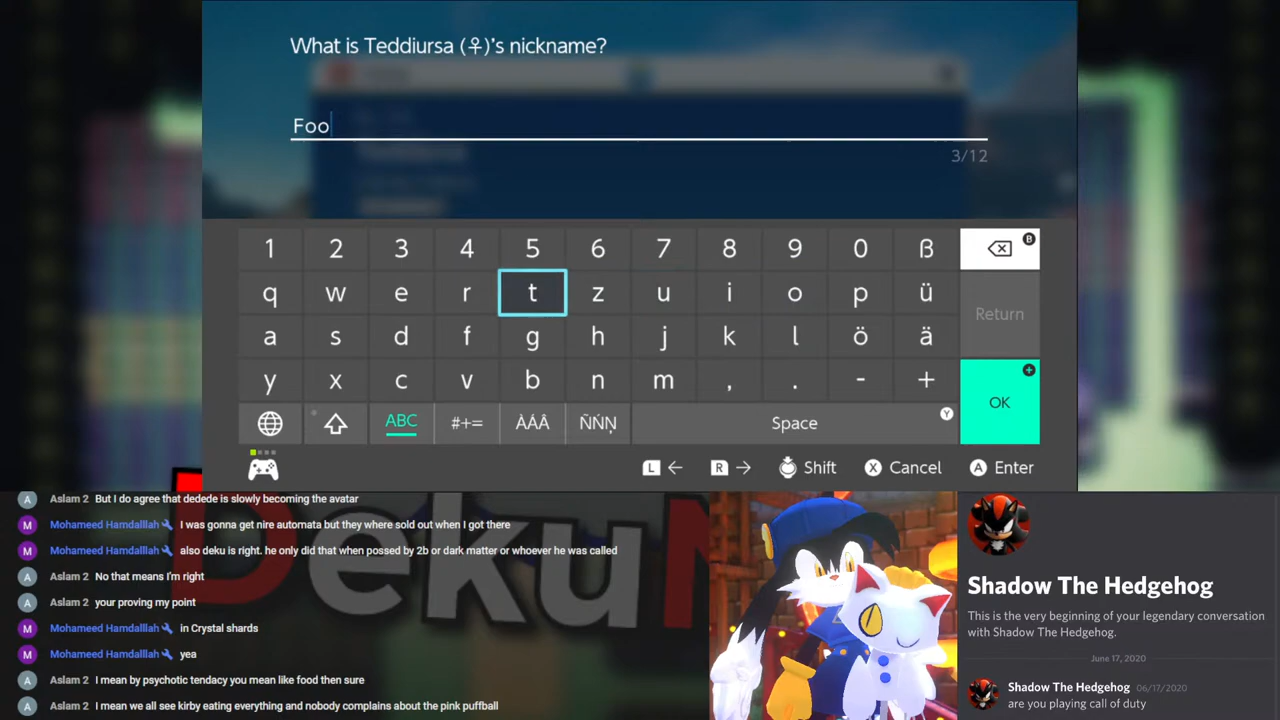 What is Teddiursa (♀)'s nickname?
Foo
3/12
1 2 3 4 5 6 7 8 9 0 ß
B
q w e r t z u i o p ü
Return
a s d f g h j k l ö ä
y x c v b n m , . - +
OK
ABC #+= ÀÁÂ ÑŃŅ Space Y
L ← R → Shift X Cancel A Enter
A Aslam 2 But I do agree that dedede is slowly becoming the avatar
M Mohameed Hamdalllah I was gonna get nire automata but they where sold out when I got there
M Mohameed Hamdalllah also deku is right. he only did that when possed by 2b or dark matter or whoever he was called
A Aslam 2 No that means I'm right
A Aslam 2 your proving my point
M Mohameed Hamdalllah in Crystal shards
M Mohameed Hamdalllah yea
A Aslam 2 I mean by psychotic tendacy you mean like food then sure
A Aslam 2 I mean we all see kirby eating everything and nobody complains about the pink puffball
Deku
Shadow The Hedgehog
This is the very beginning of your legendary conversation
with Shadow The Hedgehog.
June 17, 2020
Shadow The Hedgehog 06/17/2020
are you playing call of duty